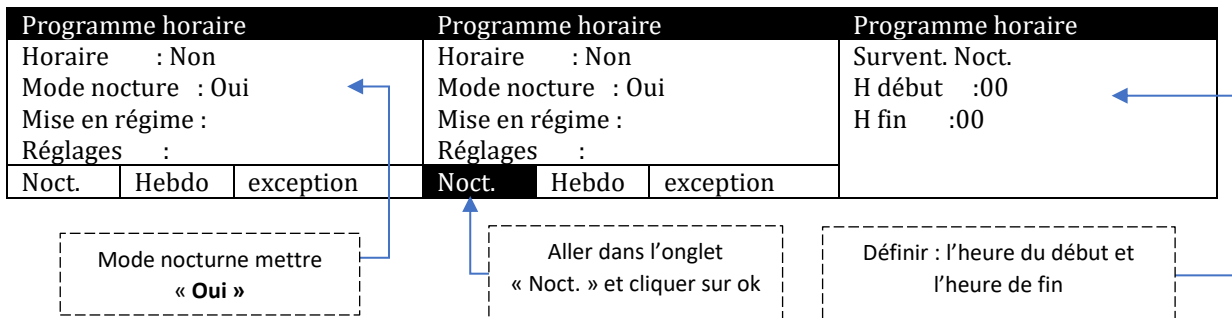 Programme horaire
Horaire : Non
Mode nocture : Oui
Mise en régime :
Réglages :
Noct. Hebdo exception
Programme horaire
Horaire : Non
Mode nocture : Oui
Mise en régime :
Réglages :
Noct. Hebdo exception
Programme horaire
Survent. Noct.
H début :00
H fin :00
Mode nocturne mettre
« Oui »
Aller dans l’onglet
« Noct. » et cliquer sur ok
Définir : l’heure du début et
l’heure de fin